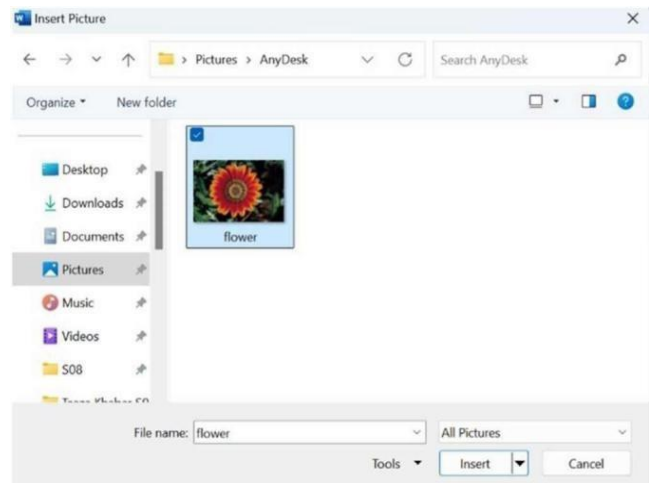 Insert Picture
Pictures > AnyDesk
Search AnyDesk
Organize
New folder
Desktop
Downloads
Documents
Pictures
Music
Videos
S08
flower
File name: flower
All Pictures
Tools
Insert
Cancel